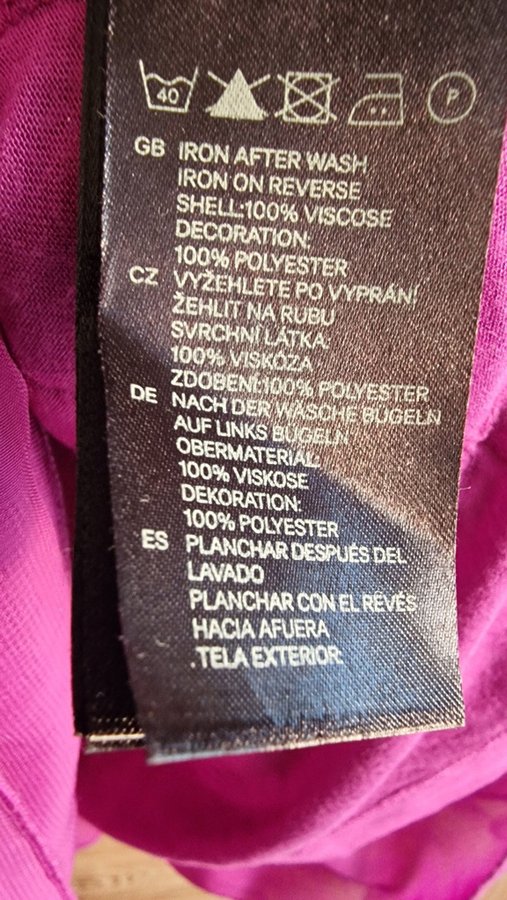 40 P
GB IRON AFTER WASH
IRON ON REVERSE
SHELL:100% VISCOSE
DECORATION:
100% POLYESTER
CZ VYŽEHLETE PO VYPRÁNÍ
ŽEHLIT NA RUBU
SVRCHNÍ LÁTKA:
100% VISKÓZA
ZDOBENÍ:100% POLYESTER
DE NACH DER WÄSCHE BÜGELN
AUF LINKS BÜGELN
OBERMATERIAL:
100% VISKOSE
DEKORATION:
100% POLYESTER
ES PLANCHAR DESPUÉS DEL
LAVADO
PLANCHAR CON EL REVÉS
HACIA AFUERA
.TELA EXTERIOR: